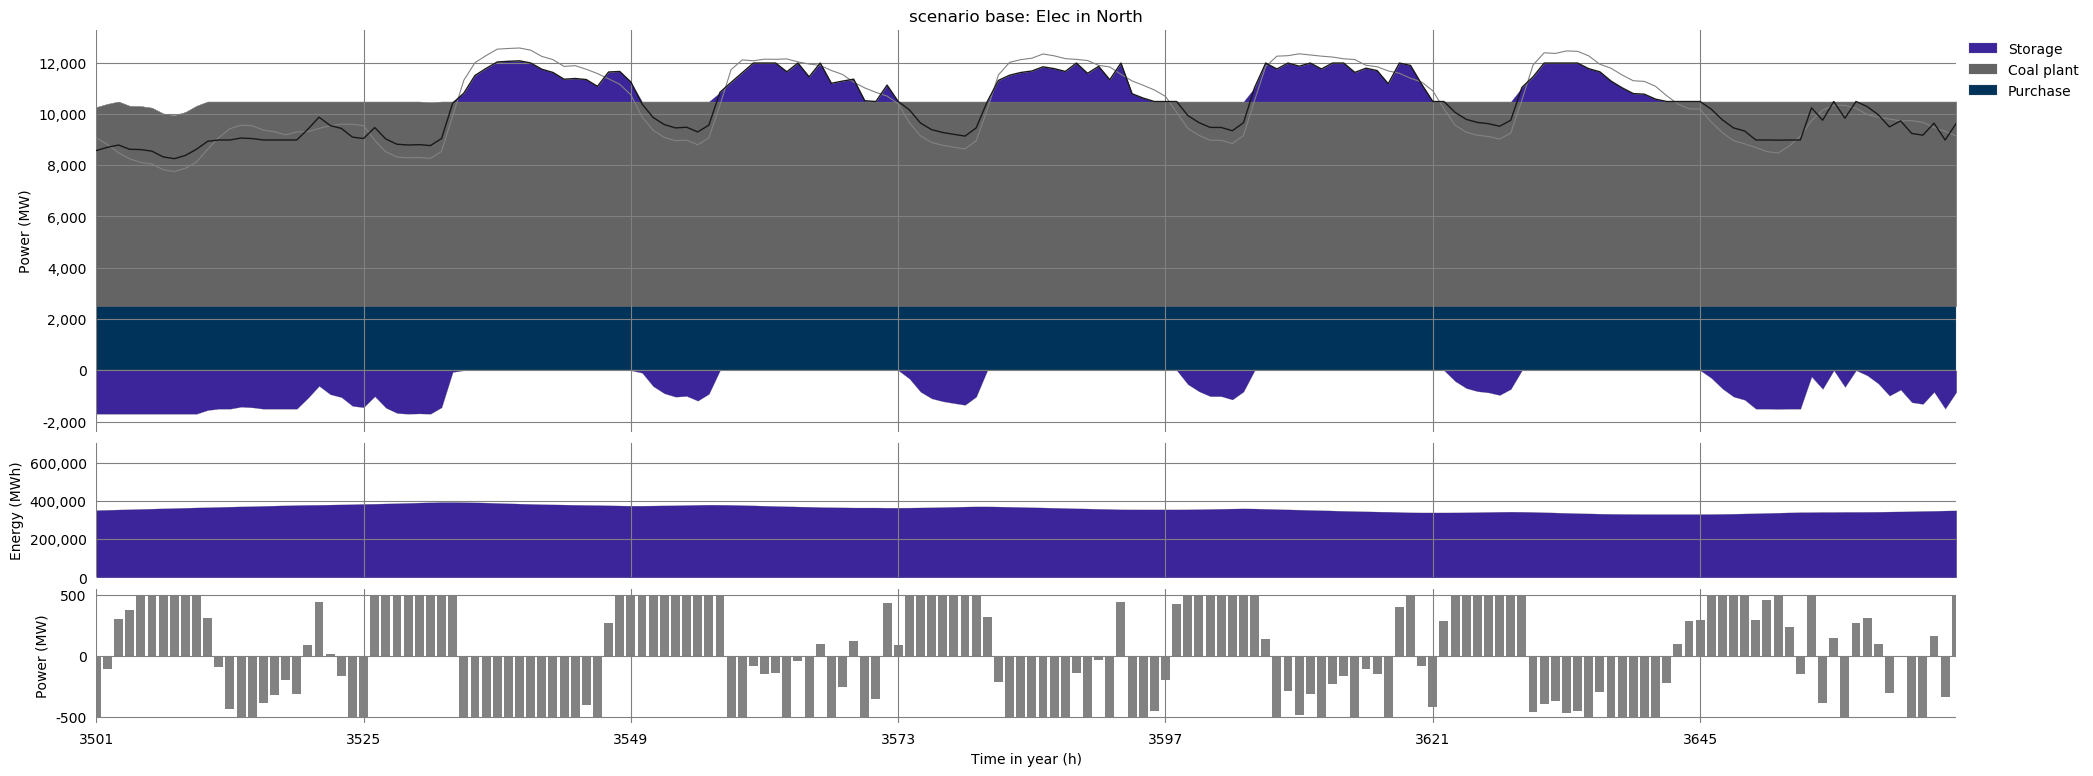 scenario base: Elec in North
Storage
Coal plant
Purchase
Power (MW)
12,000
10,000
8,000
6,000
4,000
2,000
0
-2,000
Energy (MWh)
600,000
400,000
200,000
0
Power (MW)
500
0
-500
3501 3525 3549 3573 3597 3621 3645
Time in year (h)